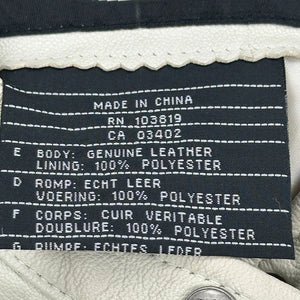 MADE IN CHINA
RN 103819
CA 03402
E BODY: GENUINE LEATHER
LINING: 100% POLYESTER
D ROMP: ECHT LEER
VOERING: 100% POLYESTER
F CORPS: CUIR VERITABLE
DOUBLURE: 100% POLYESTER
G RUMPF: ECHTES LEDER